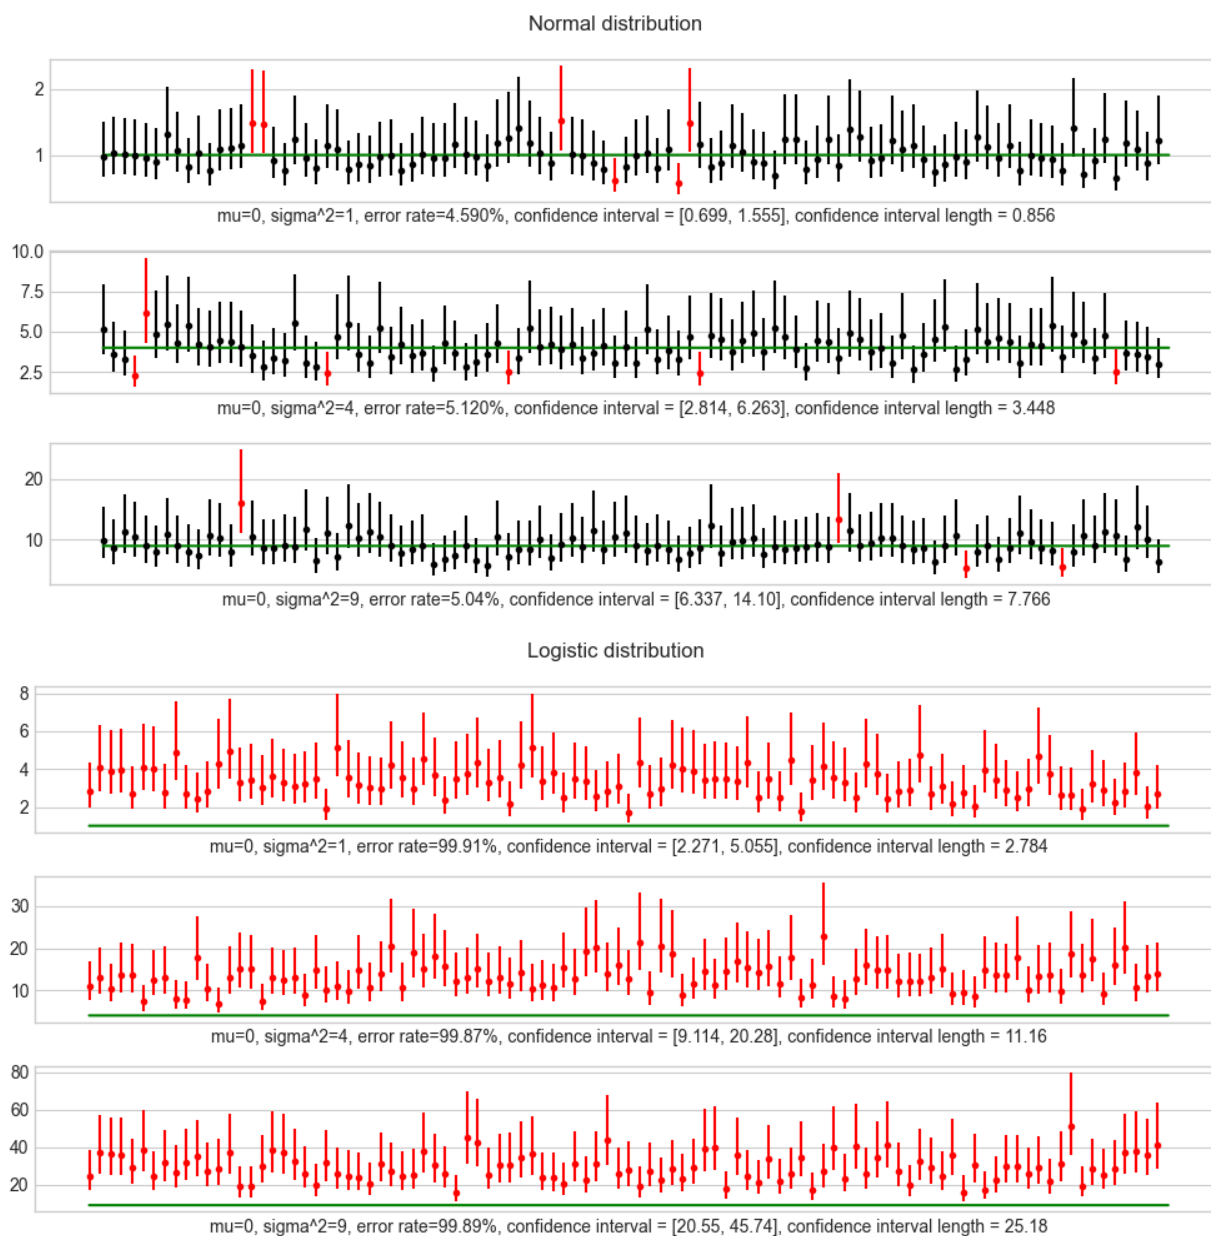 Normal distribution
2
1
mu=0, sigma^2=1, error rate=4.590%, confidence interval = [0.699, 1.555], confidence interval length = 0.856
10.0
7.5
5.0
2.5
mu=0, sigma^2=4, error rate=5.120%, confidence interval = [2.814, 6.263], confidence interval length = 3.448
20
10
mu=0, sigma^2=9, error rate=5.04%, confidence interval = [6.337, 14.10], confidence interval length = 7.766
Logistic distribution
8
6
4
2
mu=0, sigma^2=1, error rate=99.91%, confidence interval = [2.271, 5.055], confidence interval length = 2.784
30
20
10
mu=0, sigma^2=4, error rate=99.87%, confidence interval = [9.114, 20.28], confidence interval length = 11.16
80
60
40
20
mu=0, sigma^2=9, error rate=99.89%, confidence interval = [20.55, 45.74], confidence interval length = 25.18